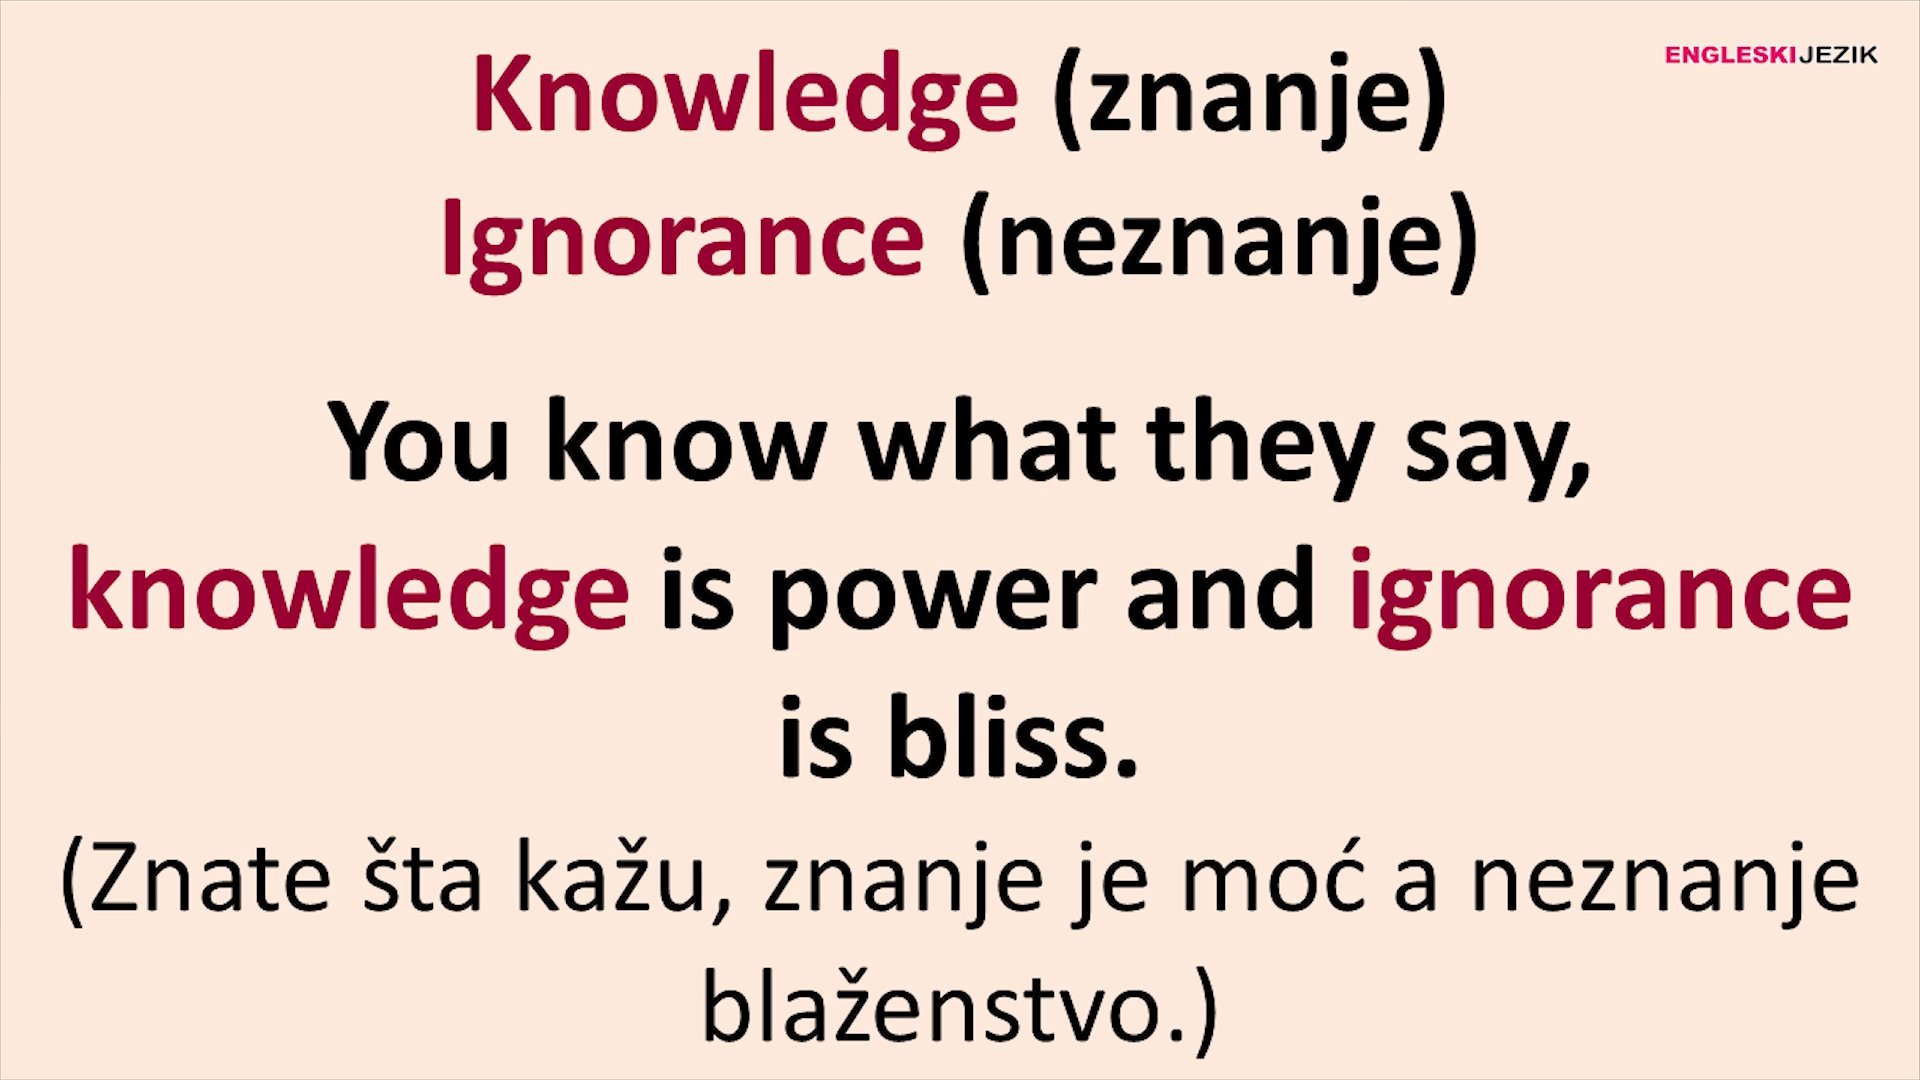 ENGLESKIJEZIK
Knowledge (znanje)
Ignorance (neznanje)
You know what they say,
knowledge is power and ignorance
is bliss.
(Znate šta kažu, znanje je moć a neznanje
blaženstvo.)